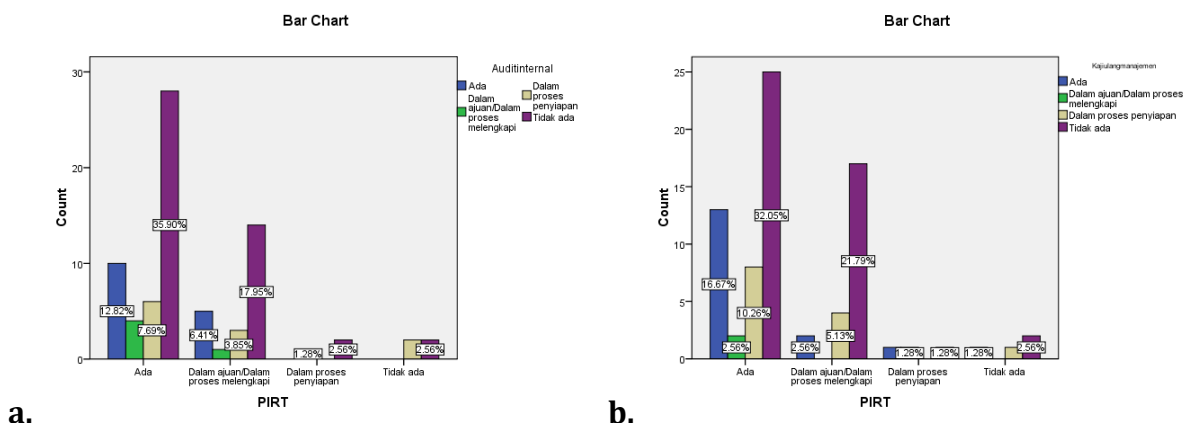 Bar Chart
30
20
10
0
Count
35.90%
12.82%
7.69%
17.95%
6.41%
3.85%
1.28%
2.56%
2.56%
Ada
Dalam ajuan/Dalam
proses melengkapi
Dalam proses
penyiapan
Tidak ada
PIRT
Auditinternal
Ada
Dalam
ajuan/Dalam
proses
melengkapi
Dalam
proses
penyiapan
Tidak ada
a.
Bar Chart
25
20
15
10
5
0
Count
32.05%
16.67%
10.26%
2.56%
21.79%
2.56%
5.13%
1.28%
1.28%
1.28%
2.56%
Ada
Dalam ajuan/Dalam
proses melengkapi
Dalam proses
penyiapan
Tidak ada
PIRT
Kajiulangmanajemen
Ada
Dalam ajuan/Dalam proses
melengkapi
Dalam proses penyiapan
Tidak ada
b.